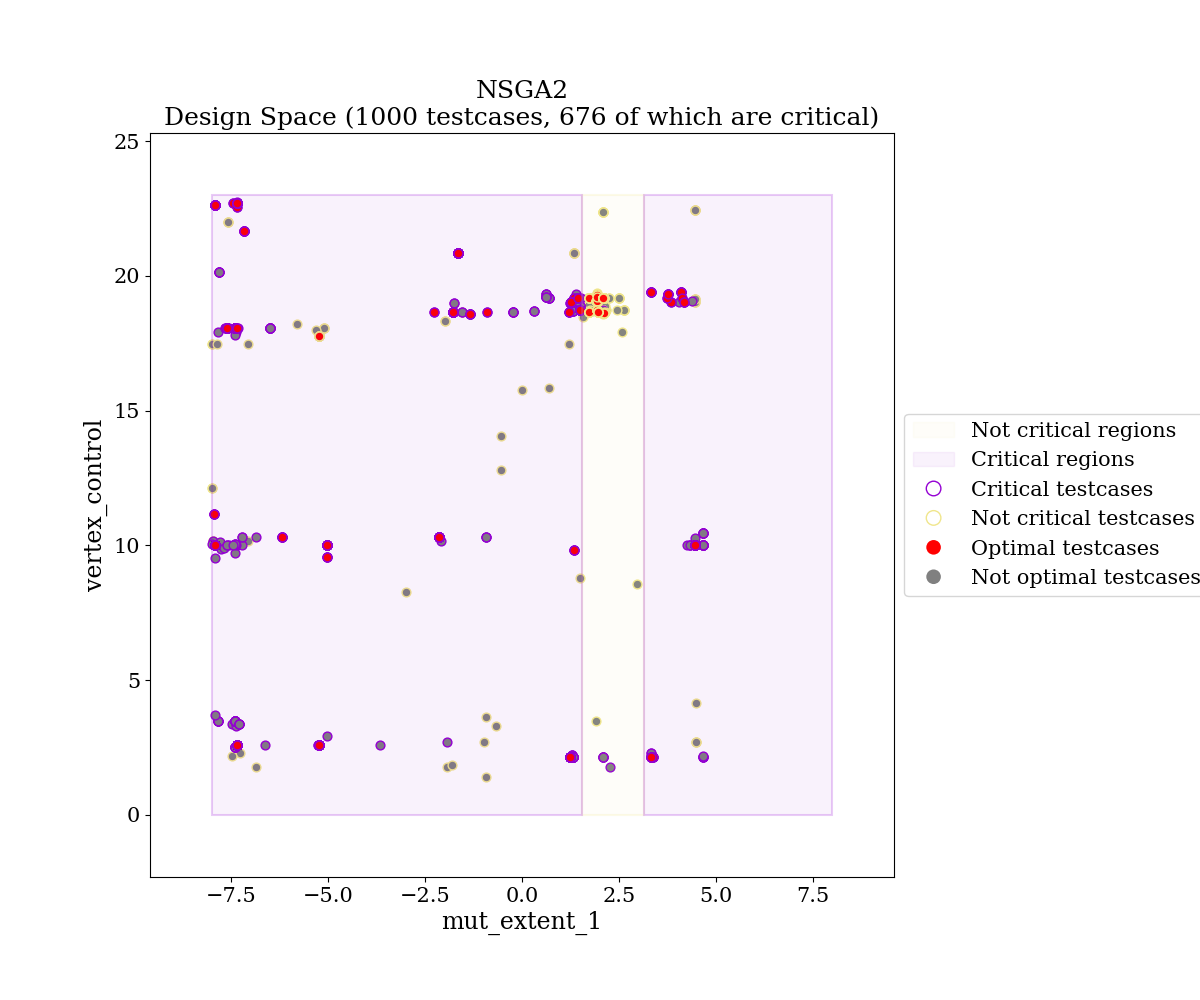 NSGA2
Design Space (1000 testcases, 676 of which are critical)
25
20
15
10
5
0
vertex_control
−7.5
−5.0
−2.5
0.0
2.5
5.0
7.5
mut_extent_1
Not critical regions
Critical regions
Critical testcases
Not critical testcases
Optimal testcases
Not optimal testcases